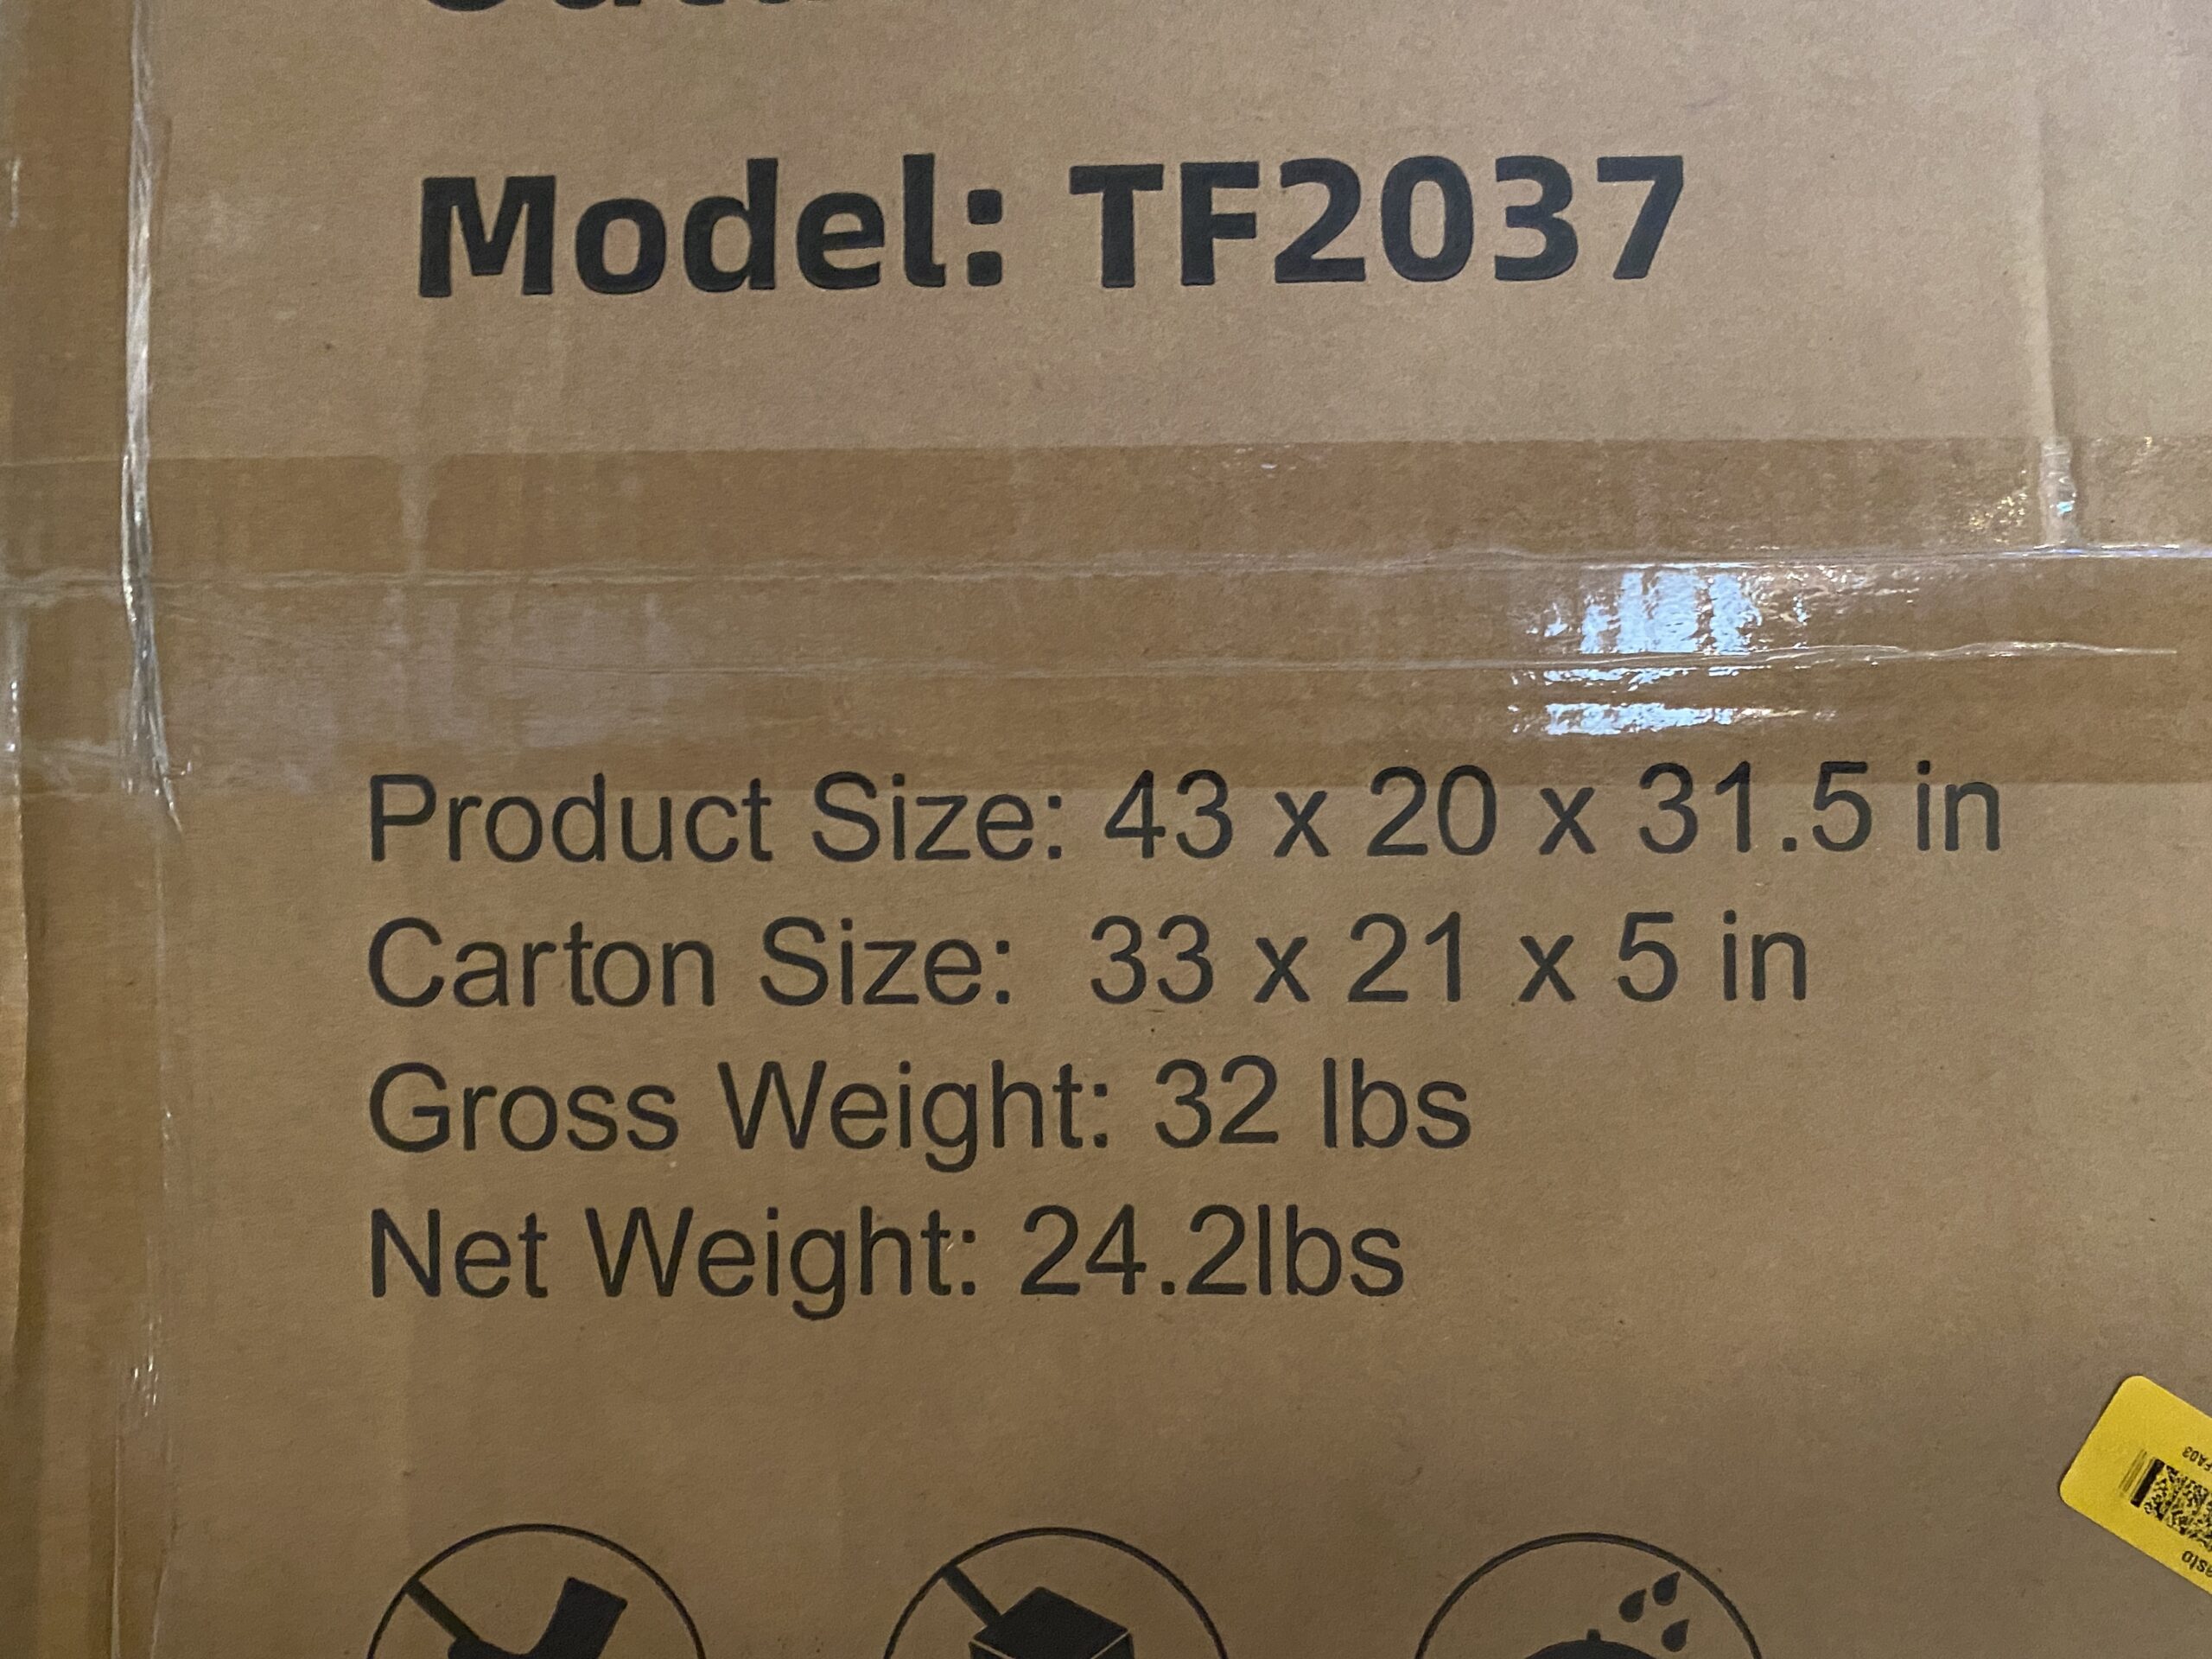 Model: TF2037
Product Size: 43 x 20 x 31.5 in
Carton Size: 33 x 21 x 5 in
Gross Weight: 32 lbs
Net Weight: 24.2lbs